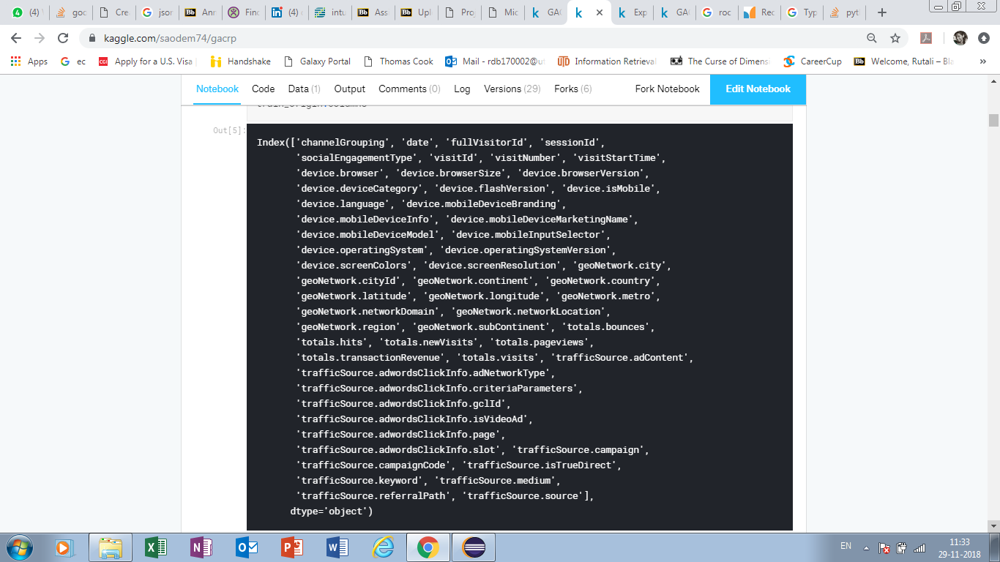 (4) \
goc
Cre
jsor
Ann
Finc
(4) (
intu
Ass
Upl
Proj
Mic
GAC
Exp
GAC
roc
Rec
Typ
pytl
kaggle.com/saodem74/gacrp
Apps
ec
Apply for a U.S. Visa
Handshake
Galaxy Portal
Thomas Cook
Mail - rdb170002@ut
Information Retrieval
The Curse of Dimensi
CareerCup
Welcome, Rutali – Bla
»
Notebook Code Data (1) Output Comments (0) Log Versions (29) Forks (6) Fork Notebook Edit Notebook
train_origin.columns
Out[5]:
Index(['channelGrouping', 'date', 'fullVisitorId', 'sessionId',
'socialEngagementType', 'visitId', 'visitNumber', 'visitStartTime',
'device.browser', 'device.browserSize', 'device.browserVersion',
'device.deviceCategory', 'device.flashVersion', 'device.isMobile',
'device.language', 'device.mobileDeviceBranding',
'device.mobileDeviceInfo', 'device.mobileDeviceMarketingName',
'device.mobileDeviceModel', 'device.mobileInputSelector',
'device.operatingSystem', 'device.operatingSystemVersion',
'device.screenColors', 'device.screenResolution', 'geoNetwork.city',
'geoNetwork.cityId', 'geoNetwork.continent', 'geoNetwork.country',
'geoNetwork.latitude', 'geoNetwork.longitude', 'geoNetwork.metro',
'geoNetwork.networkDomain', 'geoNetwork.networkLocation',
'geoNetwork.region', 'geoNetwork.subContinent', 'totals.bounces',
'totals.hits', 'totals.newVisits', 'totals.pageviews',
'totals.transactionRevenue', 'totals.visits', 'trafficSource.adContent',
'trafficSource.adwordsClickInfo.adNetworkType',
'trafficSource.adwordsClickInfo.criteriaParameters',
'trafficSource.adwordsClickInfo.gclId',
'trafficSource.adwordsClickInfo.isVideoAd',
'trafficSource.adwordsClickInfo.page',
'trafficSource.adwordsClickInfo.slot', 'trafficSource.campaign',
'trafficSource.campaignCode', 'trafficSource.isTrueDirect',
'trafficSource.keyword', 'trafficSource.medium',
'trafficSource.referralPath', 'trafficSource.source'],
dtype='object')
EN
11:33
29-11-2018